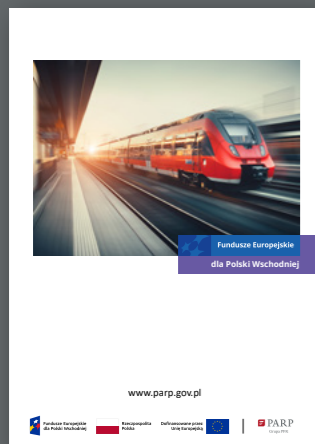 Fundusze Europejskie
dla Polski Wschodniej
www.parp.gov.pl
Fundusze Europejskie
dla Polski Wschodniej
Rzeczpospolita
Polska
Dofinansowane przez
Unię Europejską
PARP
Grupa PFR